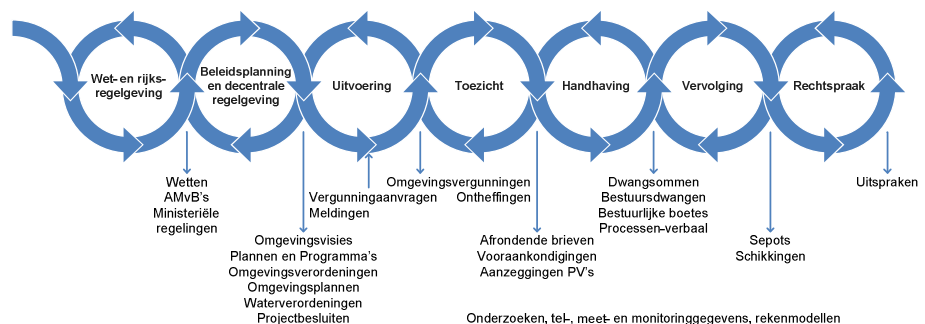 Wet- en rijks-
regelgeving
Beleidsplanning
en decentrale
regelgeving
Uitvoering
Toezicht
Handhaving
Vervolging
Rechtspraak
Wetten
AMvB's
Ministeriële
regelingen
Omgevingsvisies
Plannen en Programma's
Omgevingsverordeningen
Omgevingsplannen
Waterverordeningen
Projectbesluiten
Vergunningaanvragen
Meldingen
Omgevingsvergunningen
Ontheffingen
Afrondende brieven
Vooraankondigingen
Aanzeggingen PV's
Dwangsommen
Bestuursdwangen
Bestuurlijke boetes
Processen-verbaal
Sepots
Schikkingen
Uitspraken
Onderzoeken, tel-, meet- en monitoringgegevens, rekenmodellen